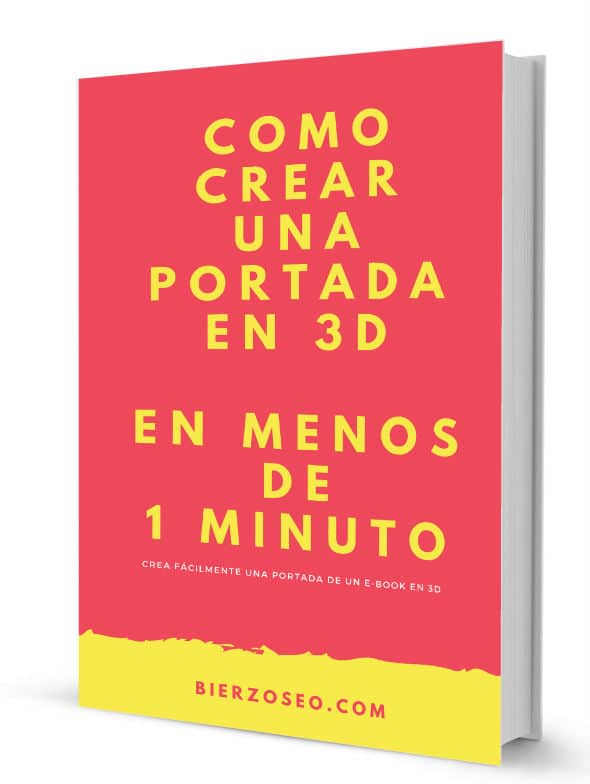 COMO
CREAR
UNA
PORTADA
EN 3D
EN MENOS
DE
1 MINUTO
CREA FÁCILMENTE UNA PORTADA DE UN E-BOOK EN 3D
BIERZOSEO.COM